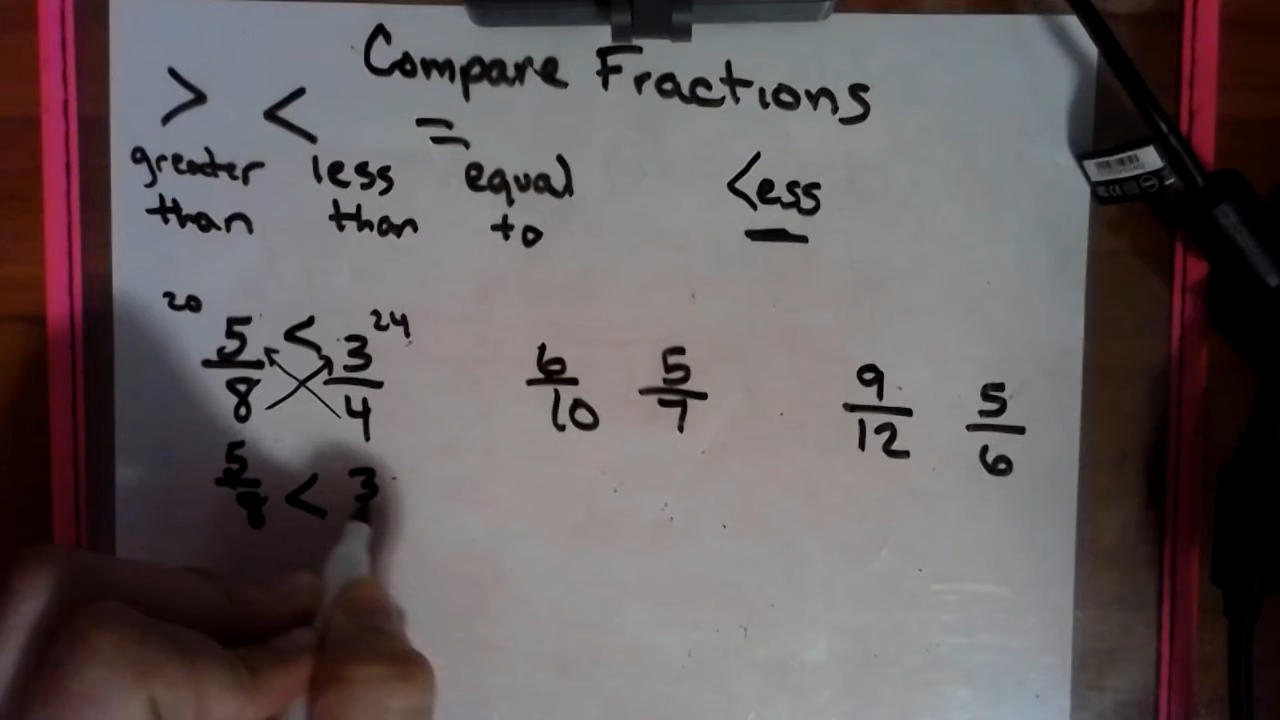 Compare Fractions
> < =
greater less equal <ess
than than to
20 5/8 < 3/4 24 6/10 5/7 9/12 5/6
5/8 < 3